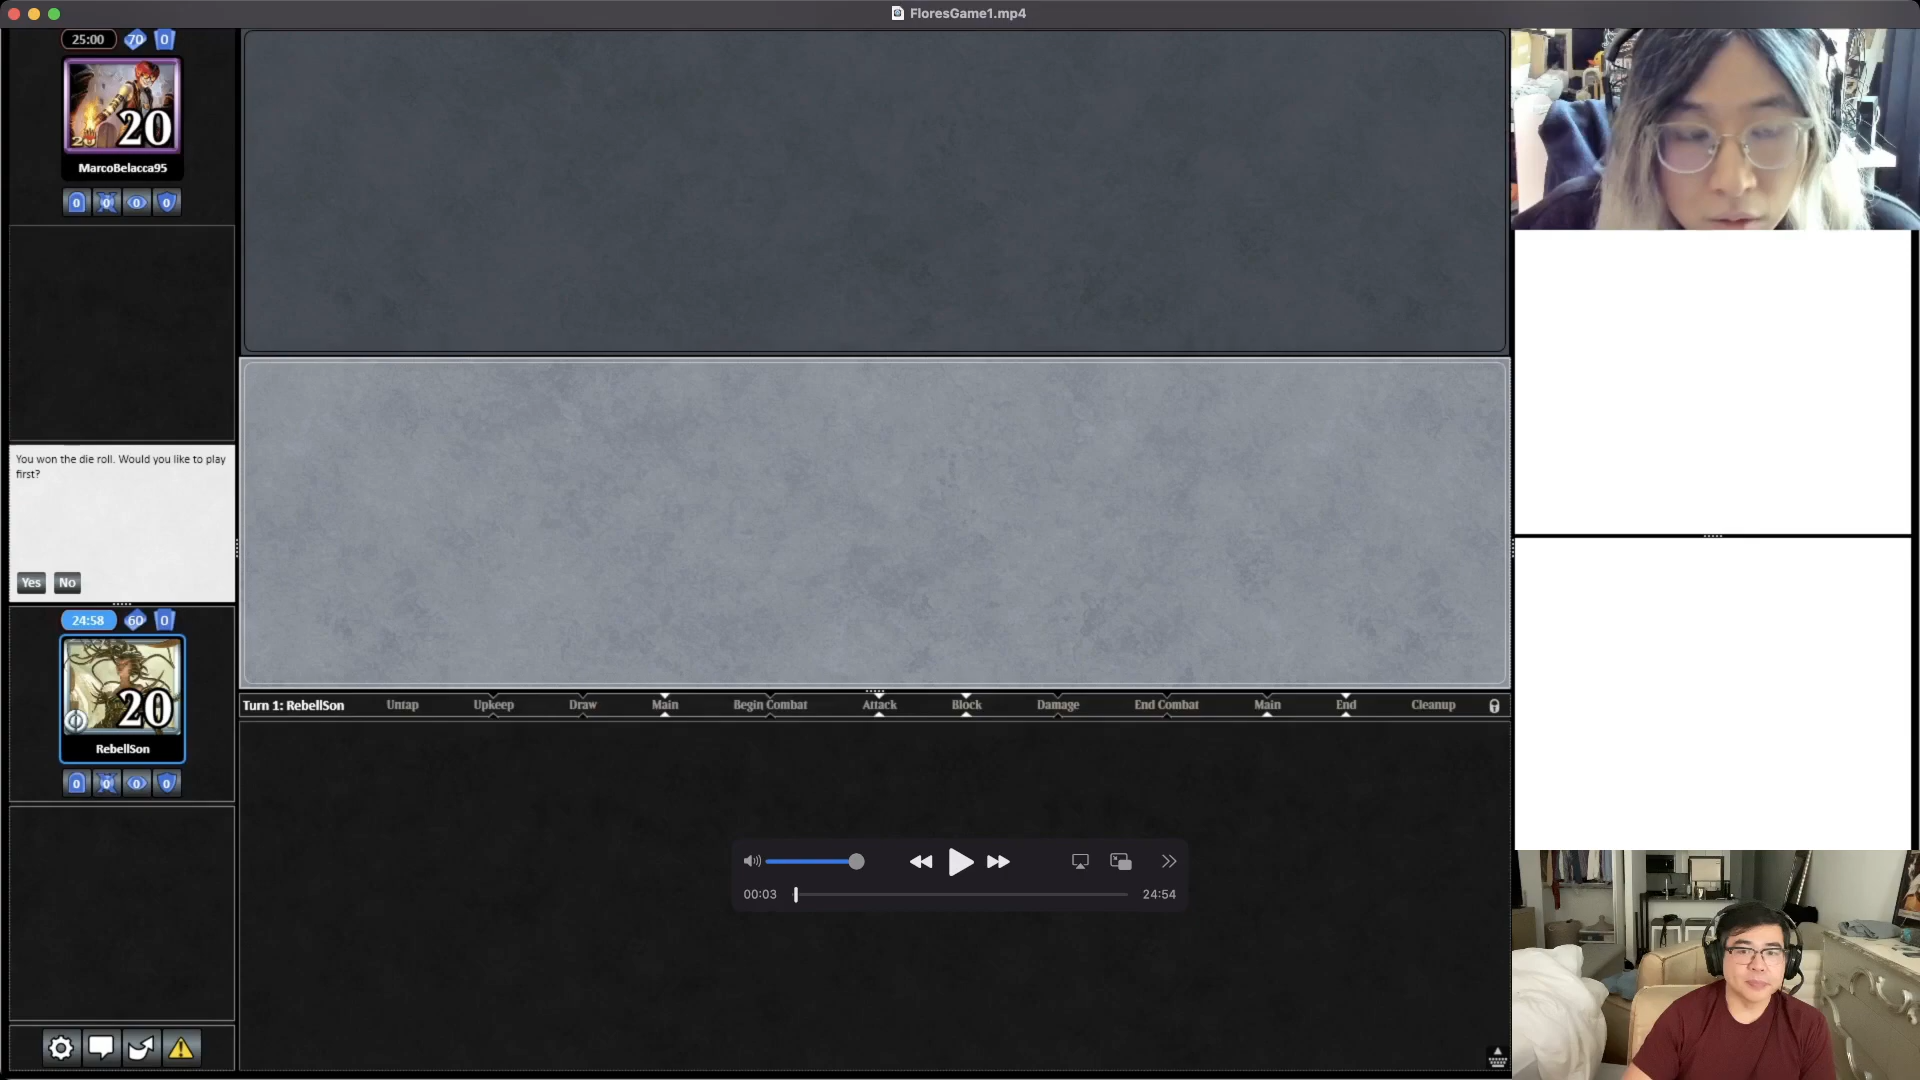 FloresGame1.mp4
25:00 70 0
20
20
MarcoBelacca95
0 0 0 0
You won the die roll. Would you like to play
first?
Yes No
24:58 60 0
20
RebellSon
0 0 0 0
Turn 1: RebellSon Untap Upkeep Draw Main Begin Combat Attack Block Damage End Combat Main End Cleanup
00:03 24:54